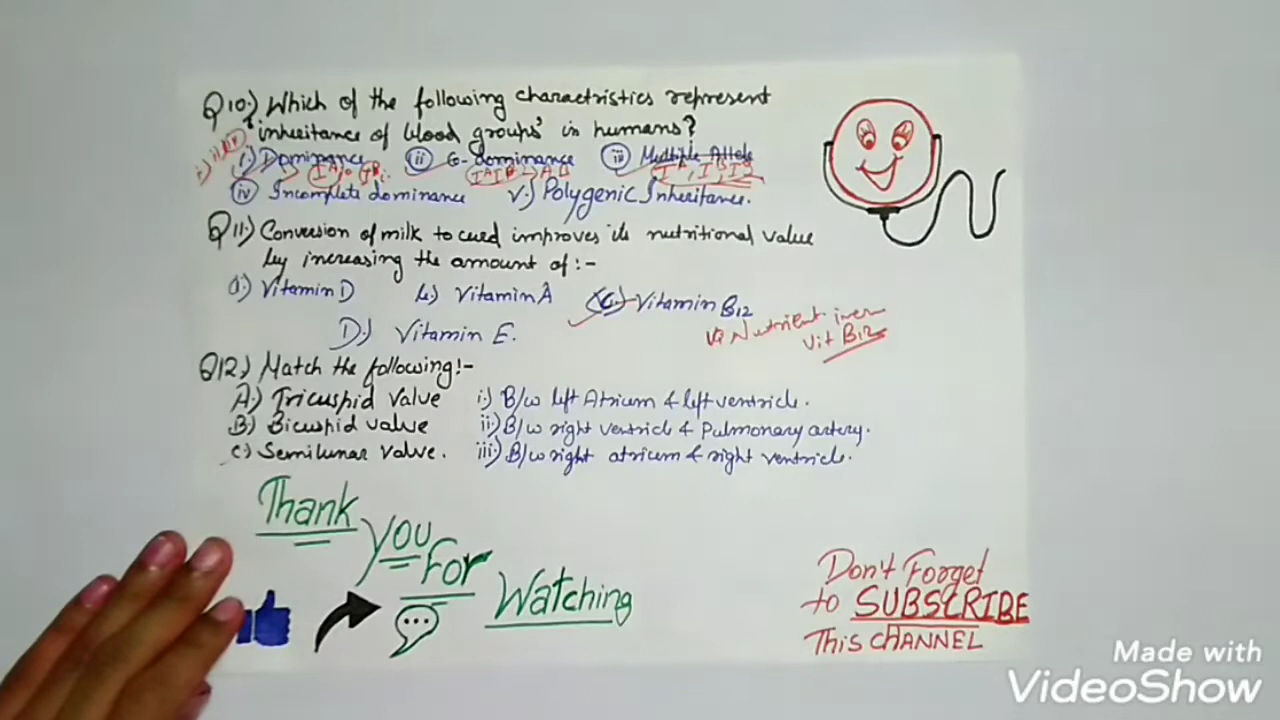 Q10.) Which of the following charactristics represent
'inheritance of blood groups' in humans?
i.) Dominance ii Co-dominance iii Multiple Allele
I^A I^B : AB I^A, I^B, I^O
iv Incomplete dominance v.) Polygenic Inheritance.
Q11.) Conversion of milk to curd improves its nutritional value
by increasing the amount of:-
a.) Vitamin D b.) Vitamin A (c.) Vitamin B12
D.) Vitamin E.
Nutrient incr
vit B12
Q12.) Match the following!-
A.) Tricuspid Valve i.) B/w left Atrium & left ventricle.
B.) Bicuspid valve ii.) B/w right ventricle & Pulmonary artery.
C.) Semilunar Valve. iii.) B/w right atrium & right ventricle.
Thank
you
For
Watching
Don't Forget
to SUBSCRIBE
This CHANNEL
Made with
VideoShow